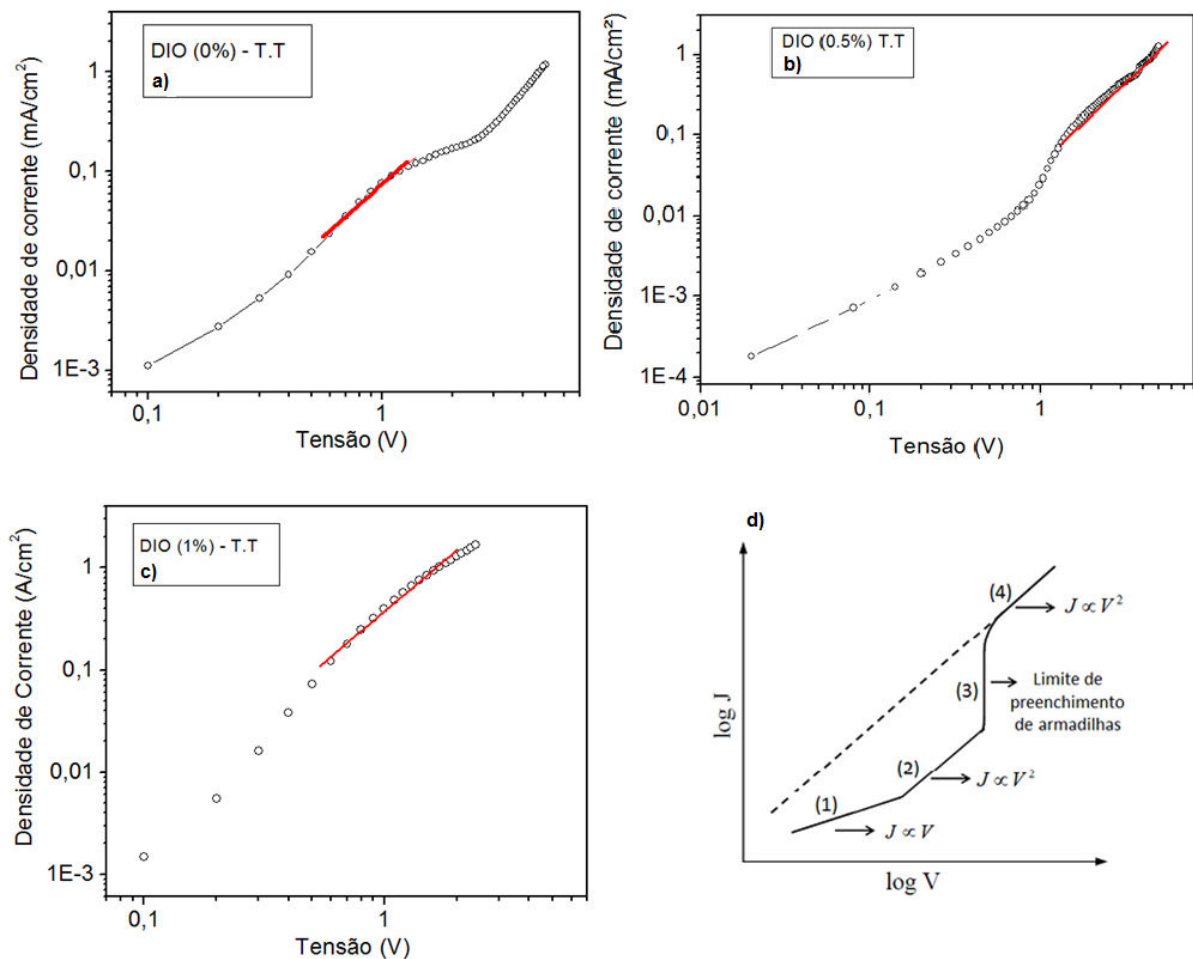 DIO (0%) - T.T
a)
Densidade de corrente (mA/cm²)
1
0,1
0,01
1E-3
0,1
1
Tensão (V)
DIO (0.5%) T.T
b)
Densidade de corrente (mA/cm²)
1
0,1
0,01
1E-3
1E-4
0,01
0,1
1
Tensão (V)
DIO (1%) - T.T
c)
Densidade de Corrente (A/cm²)
1
0,1
0,01
1E-3
0,1
1
Tensão (V)
d)
log J
(4)
J ∝ V²
(3)
Limite de
preenchimento
de armadilhas
(2)
J ∝ V²
(1)
J ∝ V
log V